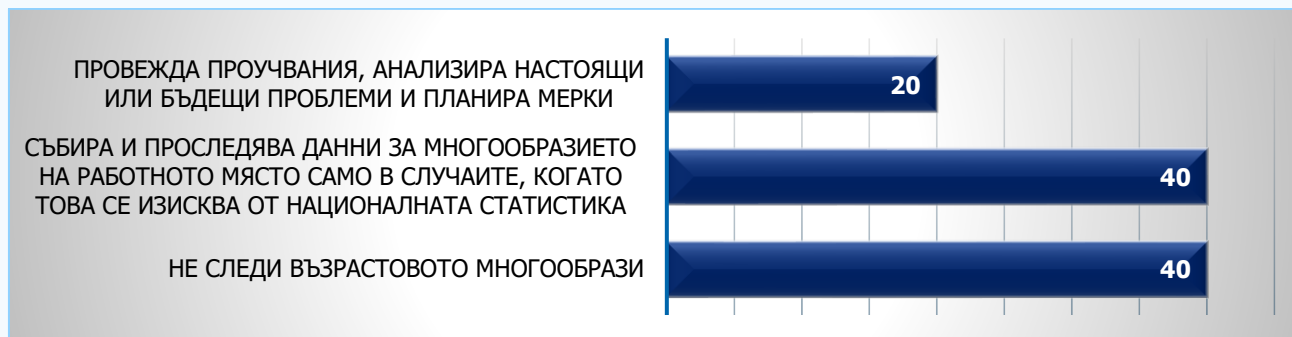 ПРОВЕЖДА ПРОУЧВАНИЯ, АНАЛИЗИРА НАСТОЯЩИ
ИЛИ БЪДЕЩИ ПРОБЛЕМИ И ПЛАНИРА МЕРКИ
20
СЪБИРА И ПРОСЛЕДЯВА ДАННИ ЗА МНОГООБРАЗИЕТО
НА РАБОТНОТО МЯСТО САМО В СЛУЧАИТЕ, КОГАТО
ТОВА СЕ ИЗИСКВА ОТ НАЦИОНАЛНАТА СТАТИСТИКА
40
НЕ СЛЕДИ ВЪЗРАСТОВОТО МНОГООБРАЗИ
40